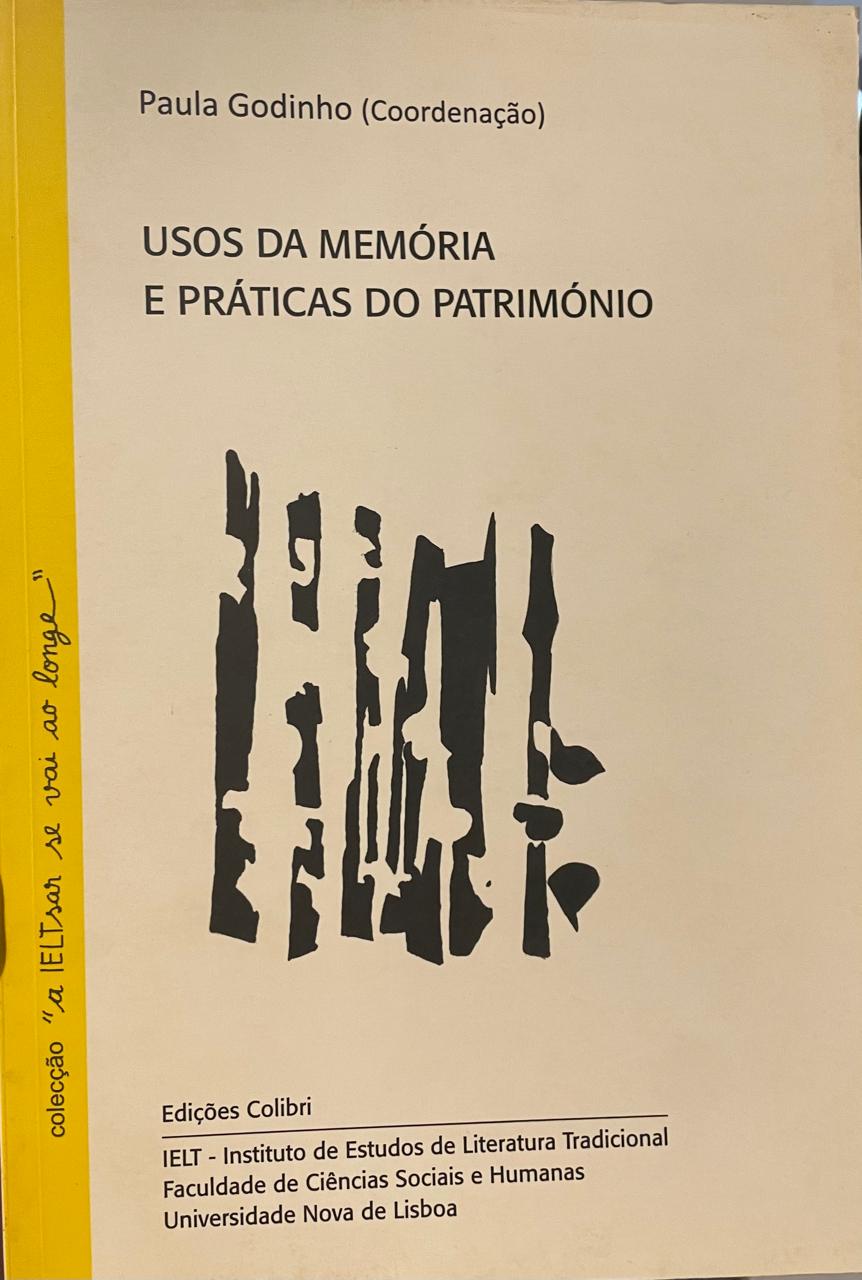 Paula Godinho (Coordenação)
USOS DA MEMÓRIA
E PRÁTICAS DO PATRIMÓNIO
colecção "a IELTsar se vai ao longe"
Edições Colibri
IELT - Instituto de Estudos de Literatura Tradicional
Faculdade de Ciências Sociais e Humanas
Universidade Nova de Lisboa